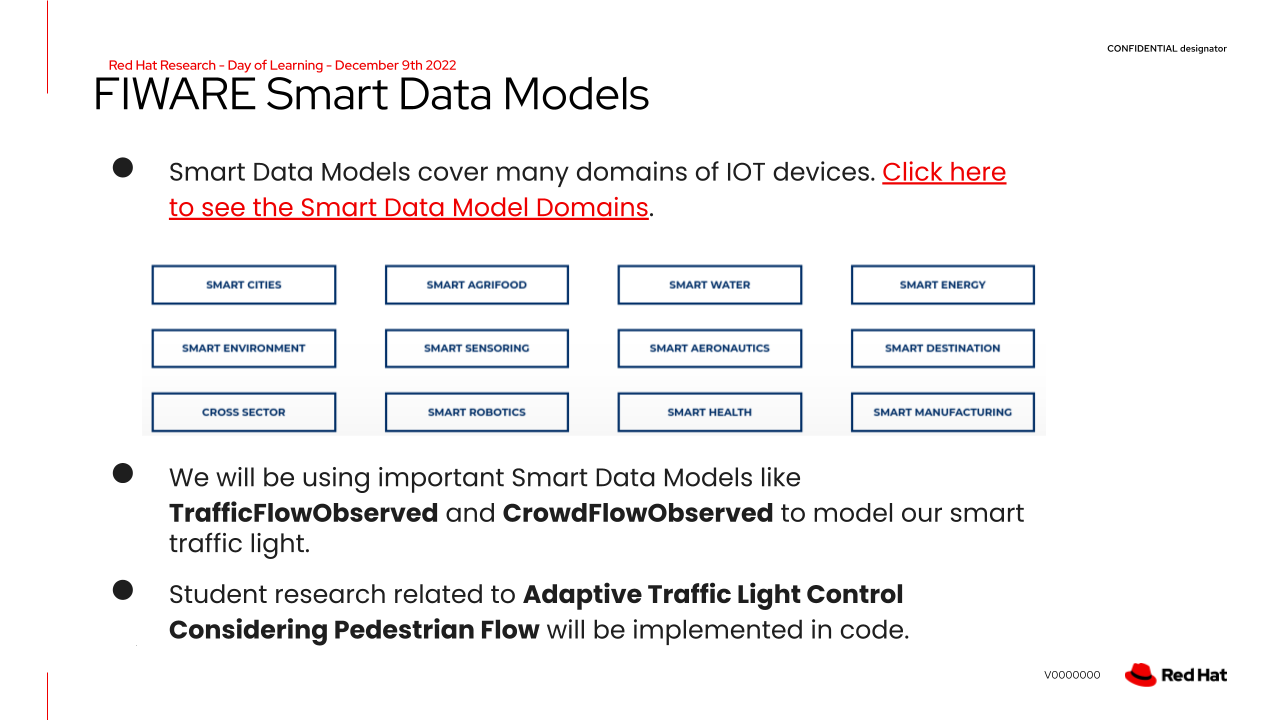 CONFIDENTIAL designator
Red Hat Research - Day of Learning - December 9th 2022
FIWARE Smart Data Models
● Smart Data Models cover many domains of IOT devices. Click here
to see the Smart Data Model Domains.
SMART CITIES SMART AGRIFOOD SMART WATER SMART ENERGY
SMART ENVIRONMENT SMART SENSORING SMART AERONAUTICS SMART DESTINATION
CROSS SECTOR SMART ROBOTICS SMART HEALTH SMART MANUFACTURING
● We will be using important Smart Data Models like
TrafficFlowObserved and CrowdFlowObserved to model our smart
traffic light.
● Student research related to Adaptive Traffic Light Control
Considering Pedestrian Flow will be implemented in code.
V0000000
Red Hat